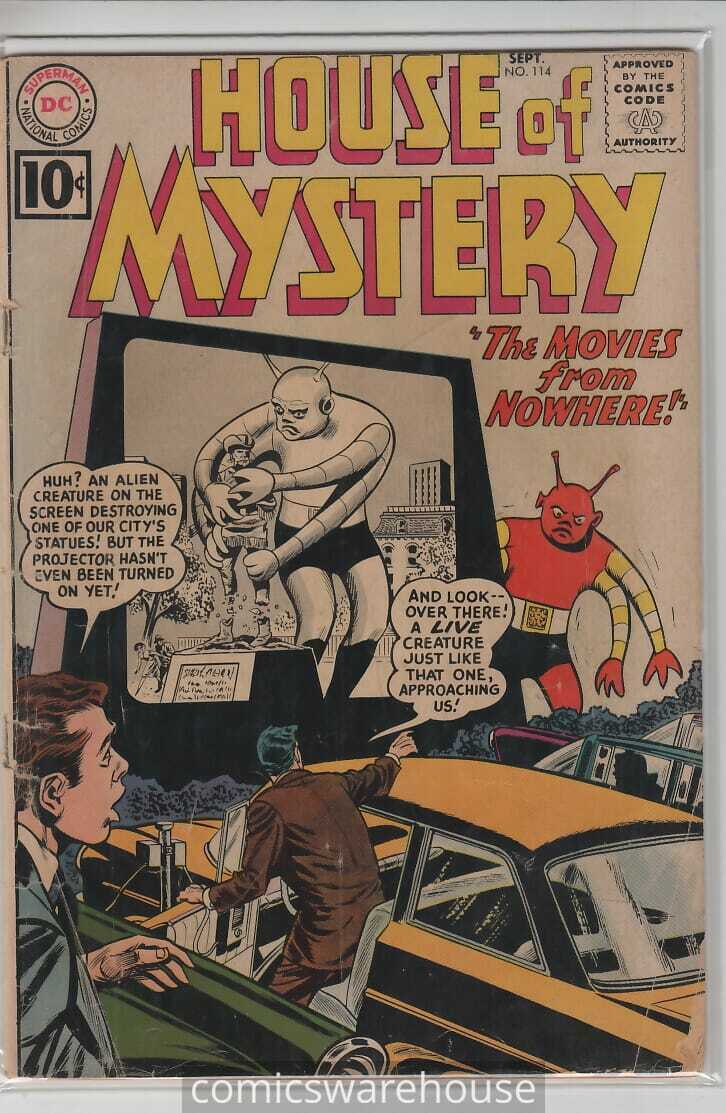 SUPERMAN
DC
NATIONAL COMICS
10¢
HOUSE of
MYSTERY
SEPT.
NO. 114
APPROVED
BY THE
COMICS
CODE
CA
AUTHORITY
"The MOVIES
from
NOWHERE!"
HUH? AN ALIEN
CREATURE ON THE
SCREEN DESTROYING
ONE OF OUR CITY'S
STATUES! BUT THE
PROJECTOR HASN'T
EVEN BEEN TURNED
ON YET!
AND LOOK--
OVER THERE!
A LIVE
CREATURE
JUST LIKE
THAT ONE,
APPROACHING
US!
comicswarehouse